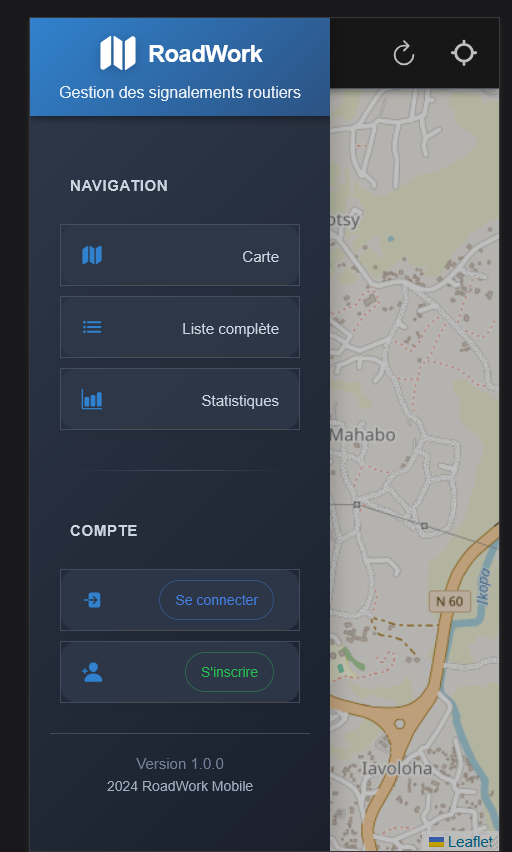 RoadWork
Gestion des signalements routiers
NAVIGATION
Carte
Liste complète
Statistiques
COMPTE
Se connecter
S'inscrire
Version 1.0.0
2024 RoadWork Mobile
otsy
Mahabo
N 60
Ikopa
Iavoloha
Leaflet